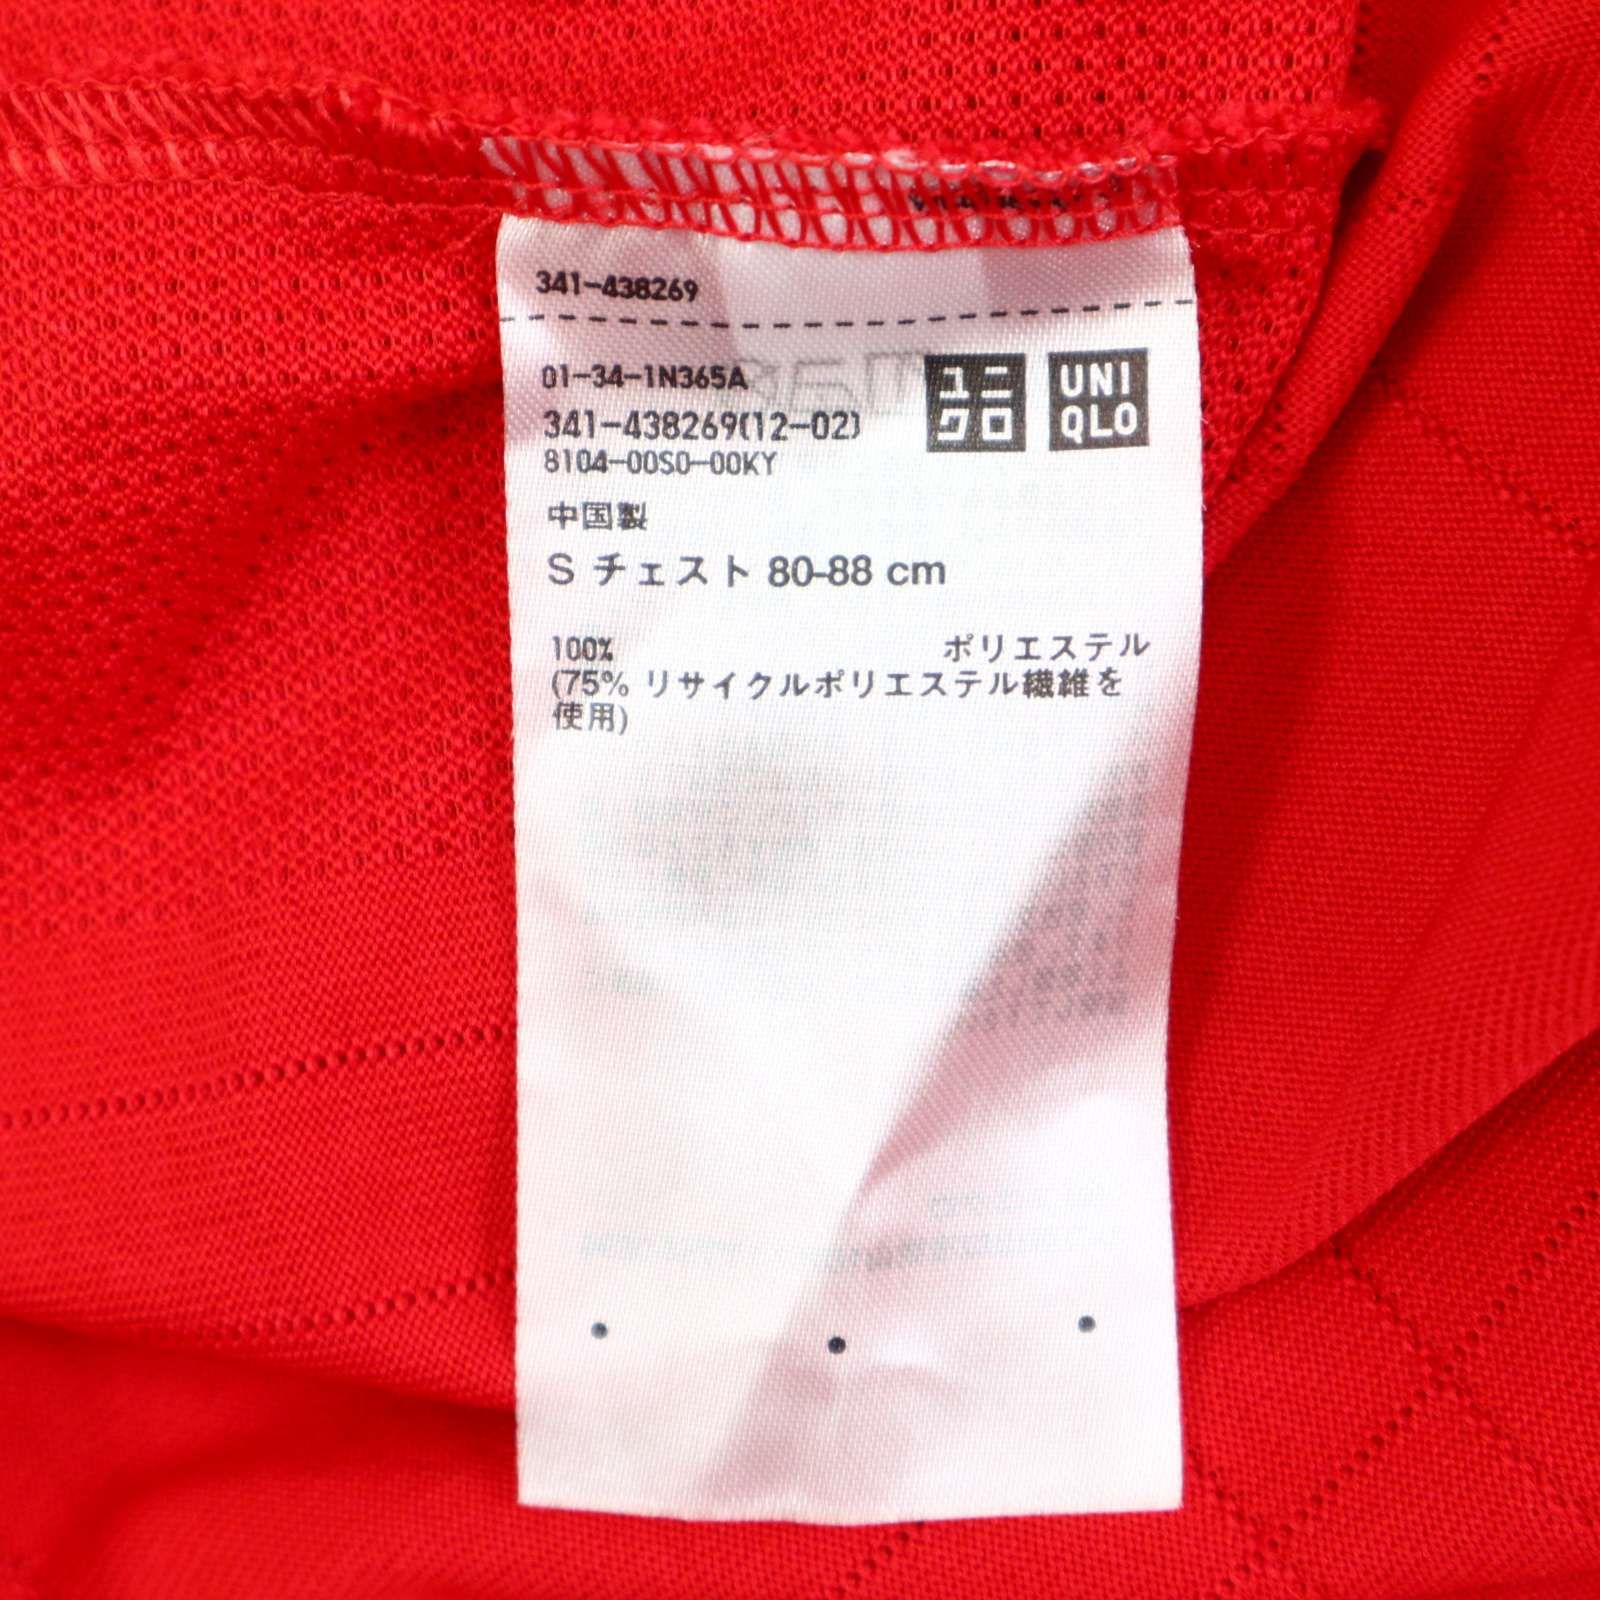 341-438269
01-34-1N365A
341-438269(12-02)
8104-00S0-00KY
ユニ
クロ
UNI
QLO
中国製
S チェスト 80-88 cm
100% ポリエステル
(75% リサイクルポリエステル繊維を
使用)